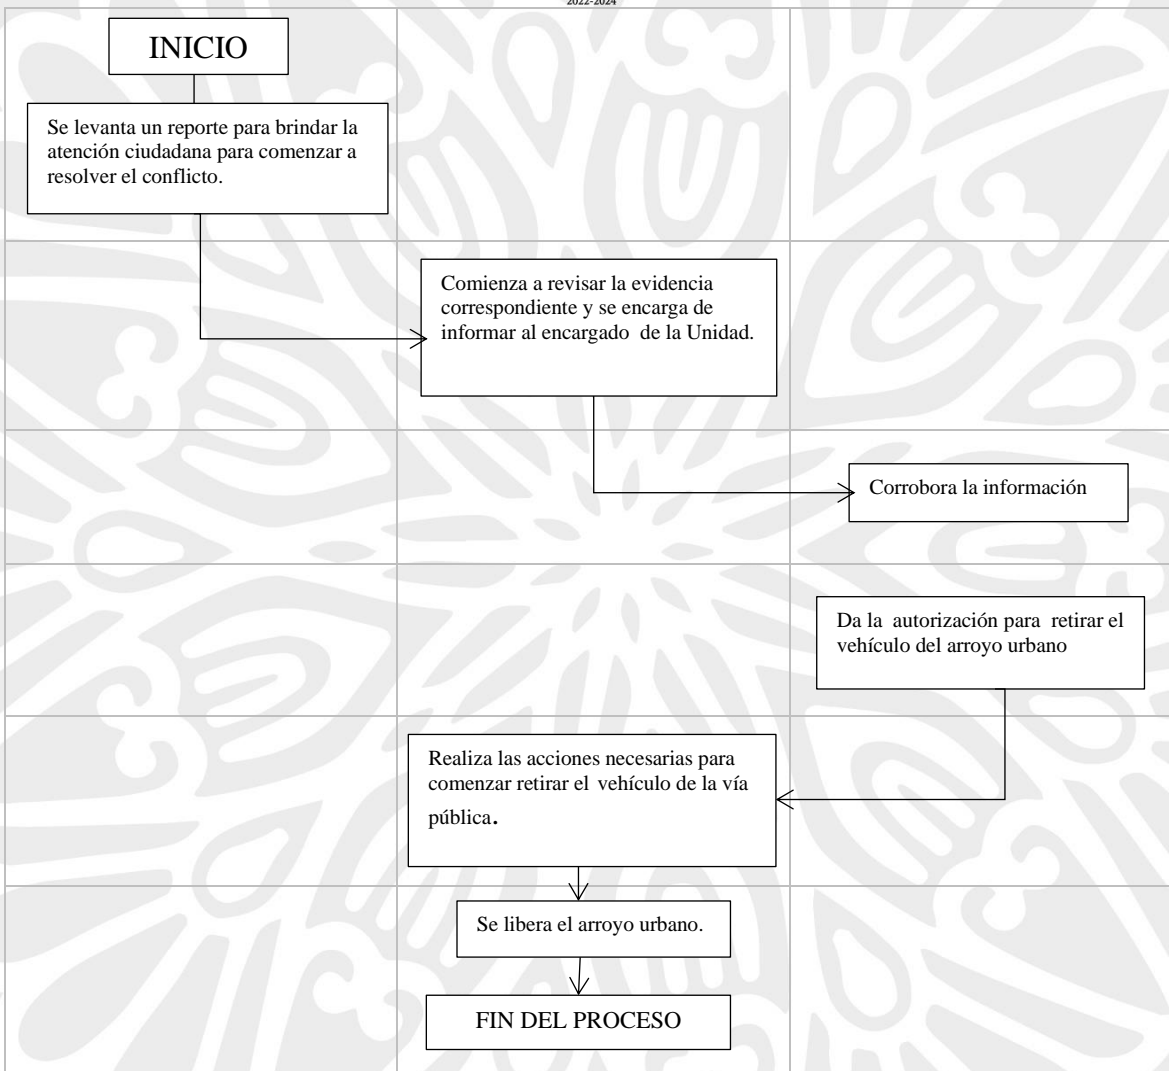 2022-2024
INICIO
Se levanta un reporte para brindar la
atención ciudadana para comenzar a
resolver el conflicto.
Comienza a revisar la evidencia
correspondiente y se encarga de
informar al encargado de la Unidad.
Corrobora la información
Da la autorización para retirar el
vehículo del arroyo urbano
Realiza las acciones necesarias para
comenzar retirar el vehículo de la vía
pública.
Se libera el arroyo urbano.
FIN DEL PROCESO